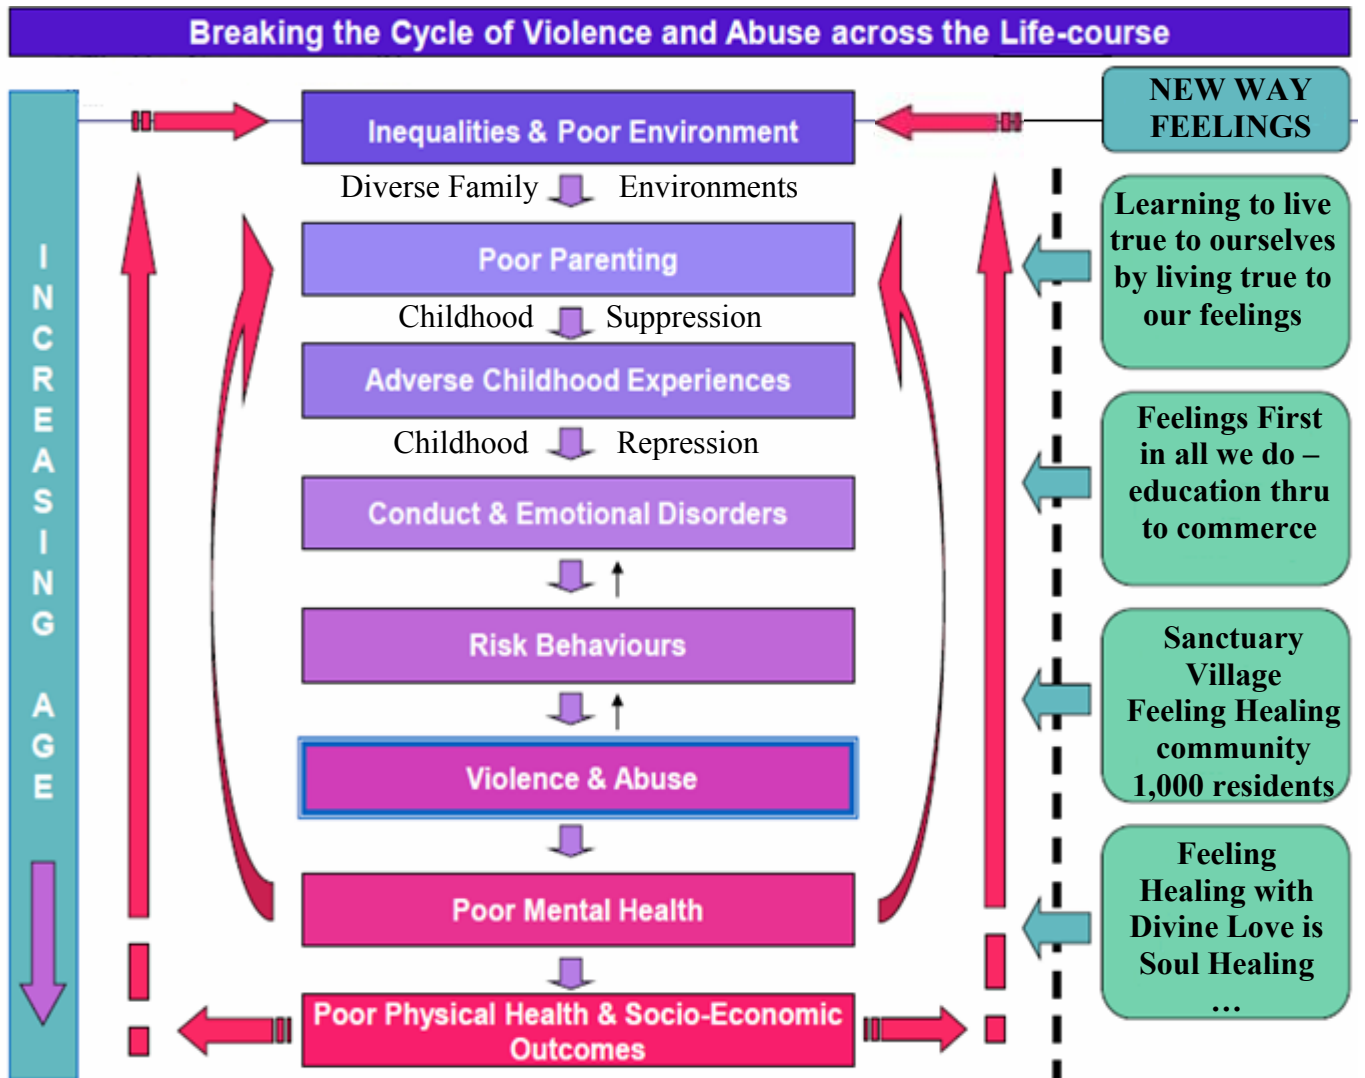 Breaking the Cycle of Violence and Abuse across the Life-course
INCREASING AGE
Inequalities & Poor Environment
Diverse Family Environments
Poor Parenting
Childhood Suppression
Adverse Childhood Experiences
Childhood Repression
Conduct & Emotional Disorders
Risk Behaviours
Violence & Abuse
Poor Mental Health
Poor Physical Health & Socio-Economic
Outcomes
NEW WAY
FEELINGS
Learning to live
true to ourselves
by living true to
our feelings
Feelings First
in all we do –
education thru
to commerce
Sanctuary
Village
Feeling Healing
community
1,000 residents
Feeling
Healing with
Divine Love is
Soul Healing
…